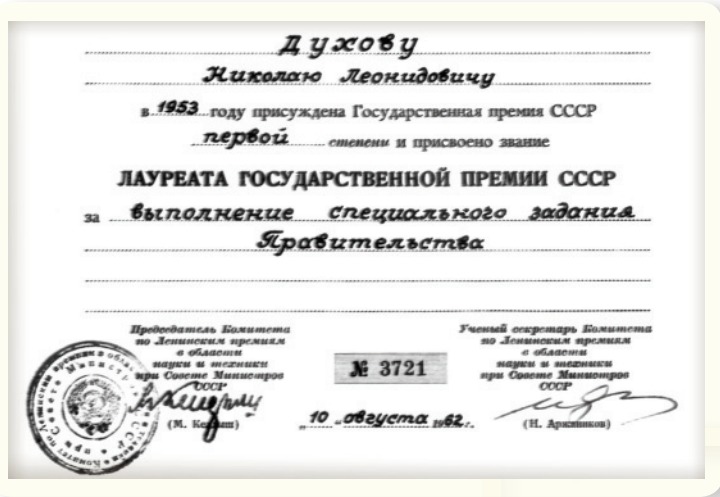 Духову
Николаю Леонидовичу
в 1953 году присуждена Государственная премия СССР
первой степени и присвоено звание
ЛАУРЕАТА ГОСУДАРСТВЕННОЙ ПРЕМИИ СССР
за выполнение специального задания
Правительства
Председатель Комитета
по Ленинским премиям
в области
науки и техники
при Совете Министров
СССР
(М. Келдыш)
№ 3721
10 августа 1962 г.
Ученый секретарь Комитета
по Ленинским премиям
в области
науки и техники
при Совете Министров
СССР
(Н. Аржанников)